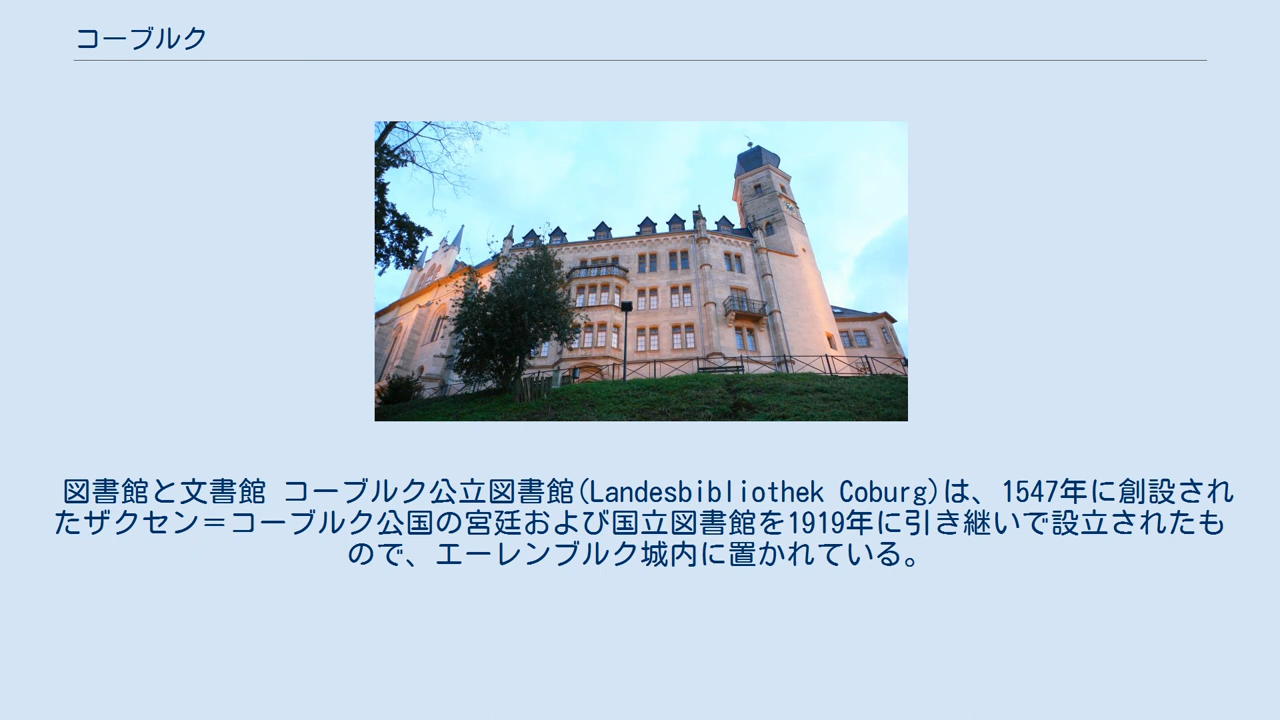 コーブルク
図書館と文書館 コーブルク公立図書館(Landesbibliothek Coburg)は、1547年に創設され
たザクセン＝コーブルク公国の宮廷および国立図書館を1919年に引き継いで設立されたも
ので、エーレンブルク城内に置かれている。